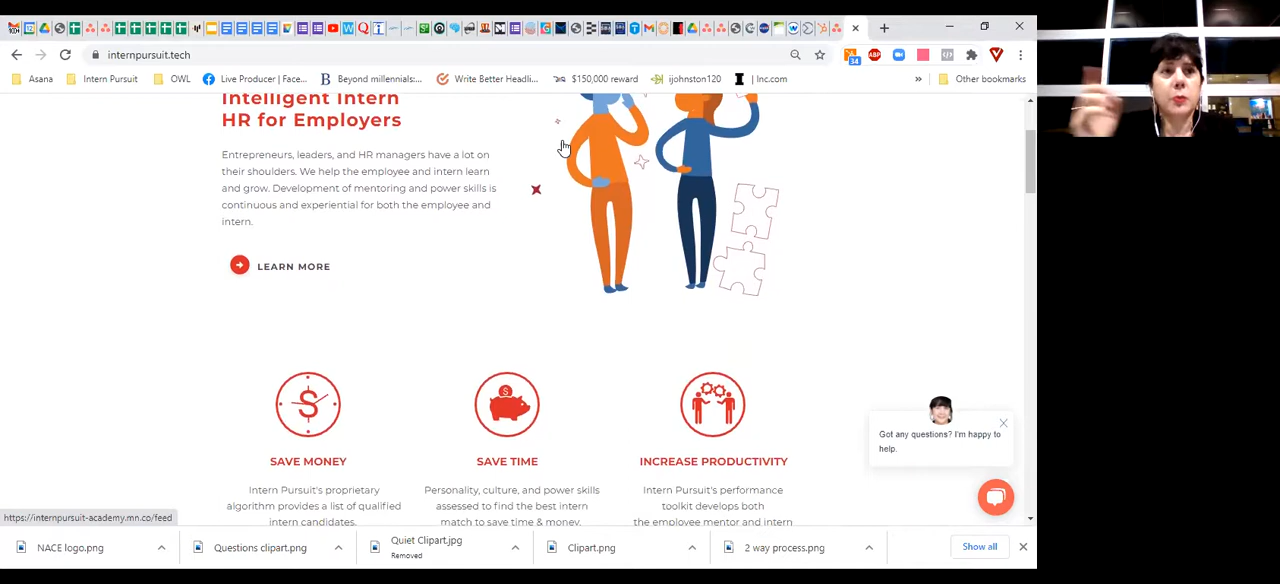 internpursuit.tech
34
ABP
Asana
Intern Pursuit
OWL
Live Producer | Face...
Beyond millennials:...
Write Better Headli...
$150,000 reward
ijohnston120
| Inc.com
»
Other bookmarks
Intelligent Intern
HR for Employers
Entrepreneurs, leaders, and HR managers have a lot on
their shoulders. We help the employee and intern learn
and grow. Development of mentoring and power skills is
continuous and experiential for both the employee and
intern.
LEARN MORE
SAVE MONEY
Intern Pursuit's proprietary
algorithm provides a list of qualified
intern candidates.
SAVE TIME
Personality, culture, and power skills
assessed to find the best intern
match to save time & money.
INCREASE PRODUCTIVITY
Intern Pursuit's performance
toolkit develops both
the employee mentor and intern
Got any questions? I'm happy to
help.
https://internpursuit-academy.mn.co/feed
NACE logo.png
Questions clipart.png
Quiet Clipart.jpg
Removed
Clipart.png
2 way process.png
Show all